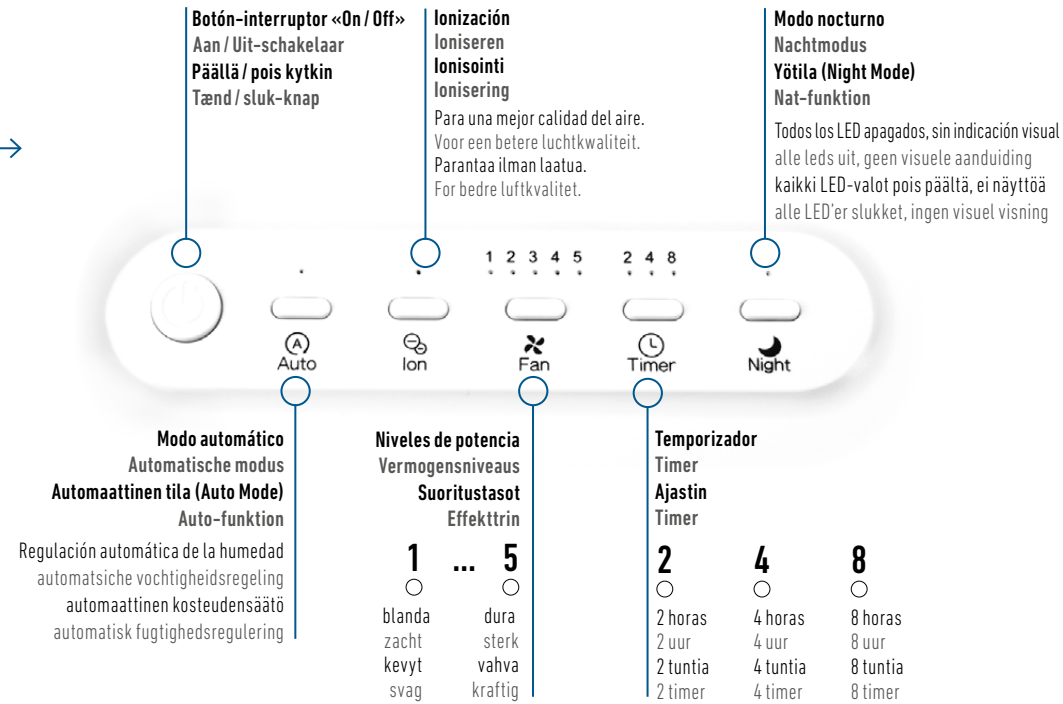 Botón-interruptor «On / Off»
Aan / Uit-schakelaar
Päällä / pois kytkin
Tænd / sluk-knap
Ionización
Ioniseren
Ionisointi
Ionisering
Para una mejor calidad del aire.
Voor een betere luchtkwaliteit.
Parantaa ilman laatua.
For bedre luftkvalitet.
Modo nocturno
Nachtmodus
Yötila (Night Mode)
Nat-funktion
Todos los LED apagados, sin indicación visual
alle leds uit, geen visuele aanduiding
kaikki LED-valot pois päältä, ei näyttöä
alle LED'er slukket, ingen visuel visning
1 2 3 4 5
2 4 8
Auto
Ion
Fan
Timer
Night
Modo automático
Automatische modus
Automaattinen tila (Auto Mode)
Auto-funktion
Regulación automática de la humedad
automatsiche vochtigheidsregeling
automaattinen kosteudensäätö
automatisk fugtighedsregulering
Niveles de potencia
Vermogensniveaus
Suoritustasot
Effekttrin
1 ... 5
blanda dura
zacht sterk
kevyt vahva
svag kraftig
Temporizador
Timer
Ajastin
Timer
2 4 8
2 horas 4 horas 8 horas
2 uur 4 uur 8 uur
2 tuntia 4 tuntia 8 tuntia
2 timer 4 timer 8 timer